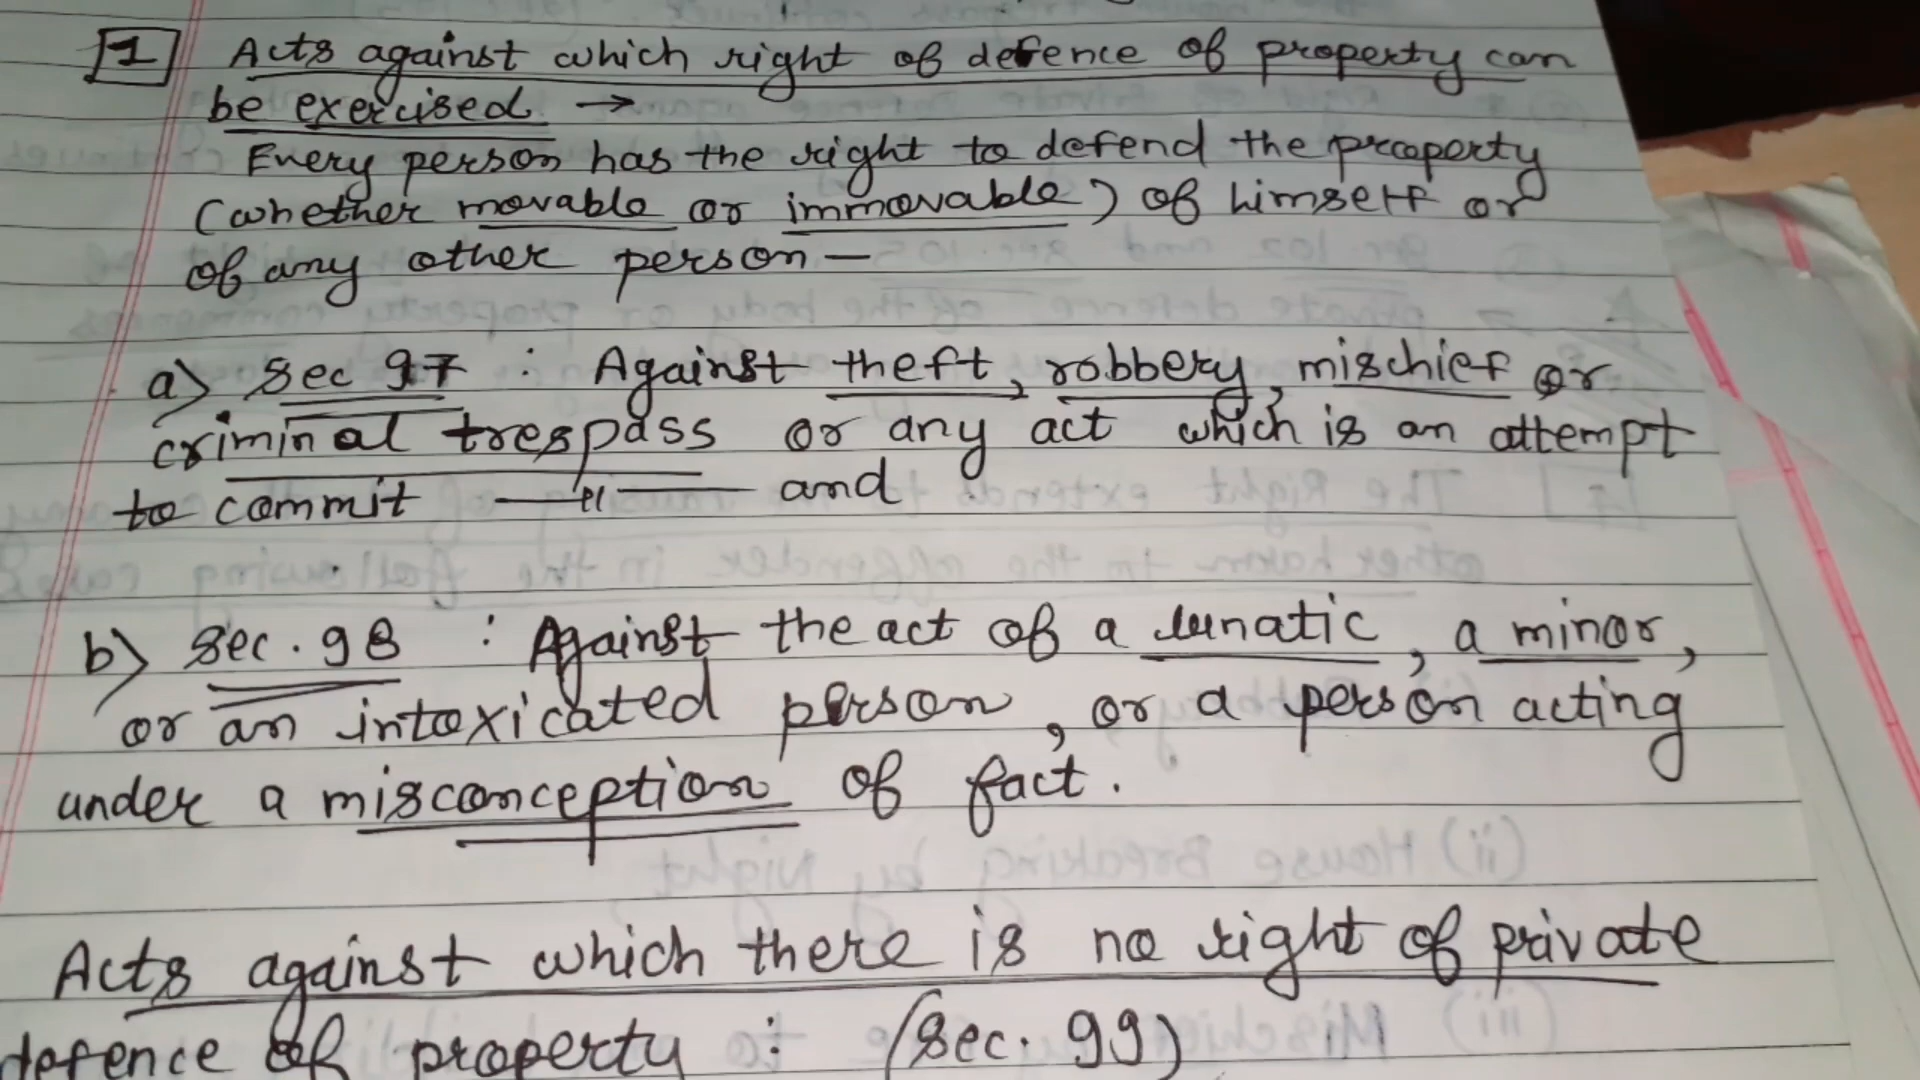 1 Acts against which right of defence of property can
be exercised →
Every person has the right to defend the property
(whether movable or immovable) of himself or
of any other person —
a) Sec 97 : Against theft, robbery, mischief or
criminal trespass or any act which is an attempt
to commit —— 〃 —— and
b) Sec. 98 : Against the act of a lunatic, a minor,
or an intoxicated person, or a person acting
under a misconception of fact.
Acts against which there is no right of private
defence of property : (Sec. 99)